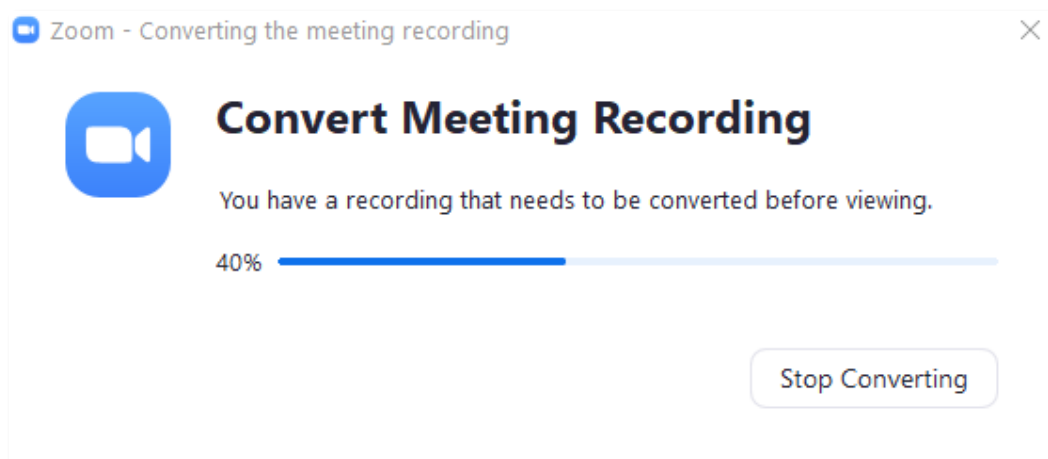 Zoom - Converting the meeting recording
Convert Meeting Recording
You have a recording that needs to be converted before viewing.
40%
Stop Converting